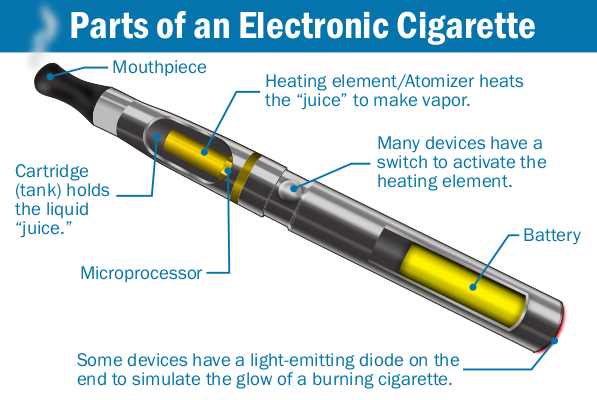 Parts of an Electronic Cigarette
Mouthpiece
Heating element/Atomizer heats
the “juice” to make vapor.
Many devices have a
switch to activate the
heating element.
Cartridge
(tank) holds
the liquid
“juice.”
Battery
Microprocessor
Some devices have a light-emitting diode on the
end to simulate the glow of a burning cigarette.